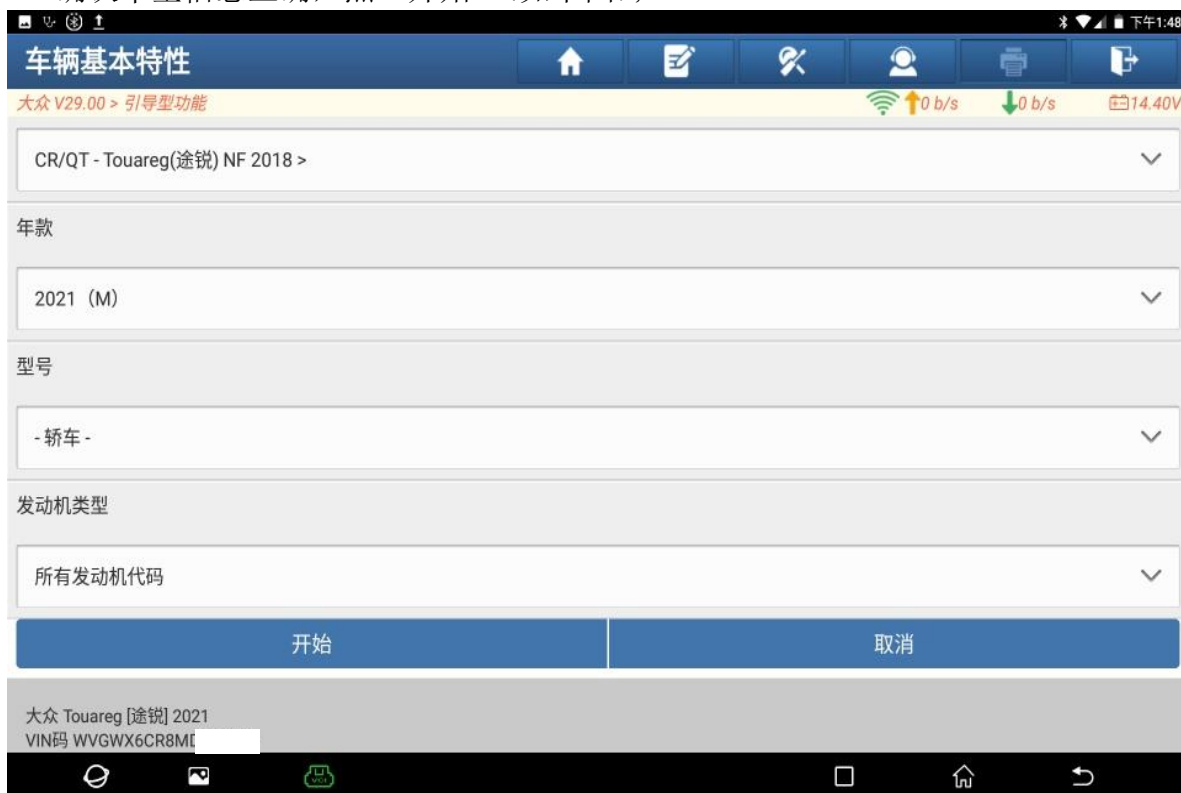 下午1:48
车辆基本特性
大众 V29.00 > 引导型功能
0 b/s
0 b/s
14.40V
CR/QT - Touareg(途锐) NF 2018 >
年款
2021（M）
型号
- 轿车 -
发动机类型
所有发动机代码
开始
取消
大众 Touareg [途锐] 2021
VIN码 WVGWX6CR8M
VCI